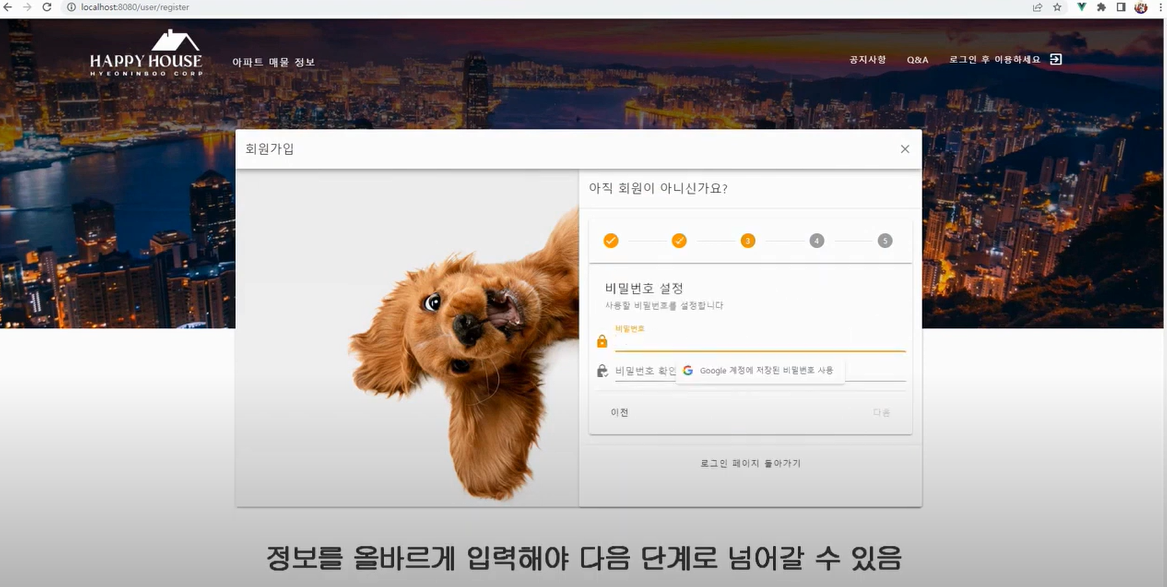 localhost:8080/user/register
HAPPY HOUSE
HYEONINBOO CORP
아파트 매물 정보
공지사항 Q&A 로그인 후 이용하세요
회원가입
아직 회원이 아니신가요?
3 4 5
비밀번호 설정
사용할 비밀번호를 설정합니다
비밀번호
비밀번호 확인
Google 계정에 저장된 비밀번호 사용
이전 다음
로그인 페이지 돌아가기
정보를 올바르게 입력해야 다음 단계로 넘어갈 수 있음